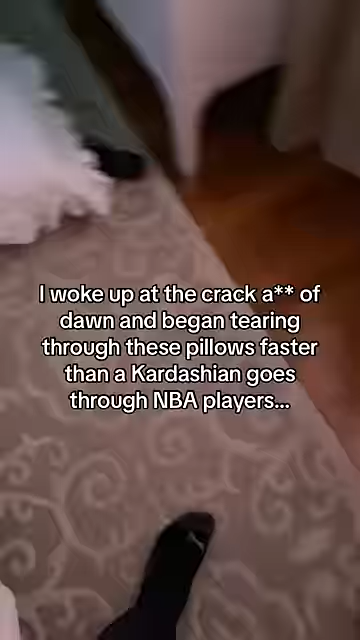 I woke up at the crack a** of
dawn and began tearing
through these pillows faster
than a Kardashian goes
through NBA players...